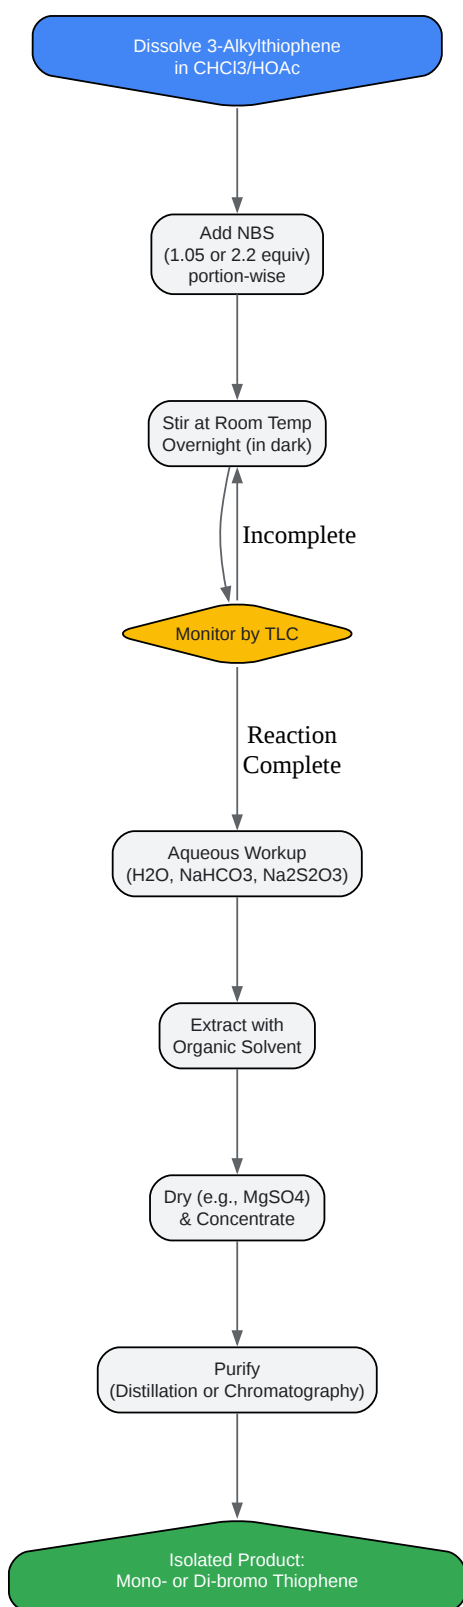 Dissolve 3-Alkylthiophene
in CHCl3/HOAc
Add NBS
(1.05 or 2.2 equiv)
portion-wise
Stir at Room Temp
Overnight (in dark)
Incomplete
Monitor by TLC
Reaction
Complete
Aqueous Workup
(H2O, NaHCO3, Na2S2O3)
Extract with
Organic Solvent
Dry (e.g., MgSO4)
& Concentrate
Purify
(Distillation or Chromatography)
Isolated Product:
Mono- or Di-bromo Thiophene